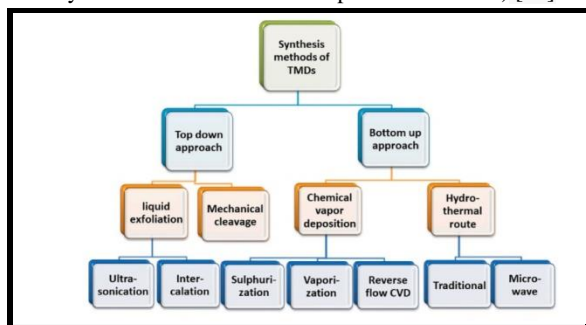 Synthesis
methods of
TMDs
Top down
approach
Bottom up
approach
liquid
exfoliation
Mechanical
cleavage
Chemical
vapor
deposition
Hydro-
thermal
route
Ultra-
sonication
Inter-
calation
Sulphuri-
zation
Vapori-
zation
Reverse
flow CVD
Traditional
Micro-
wave